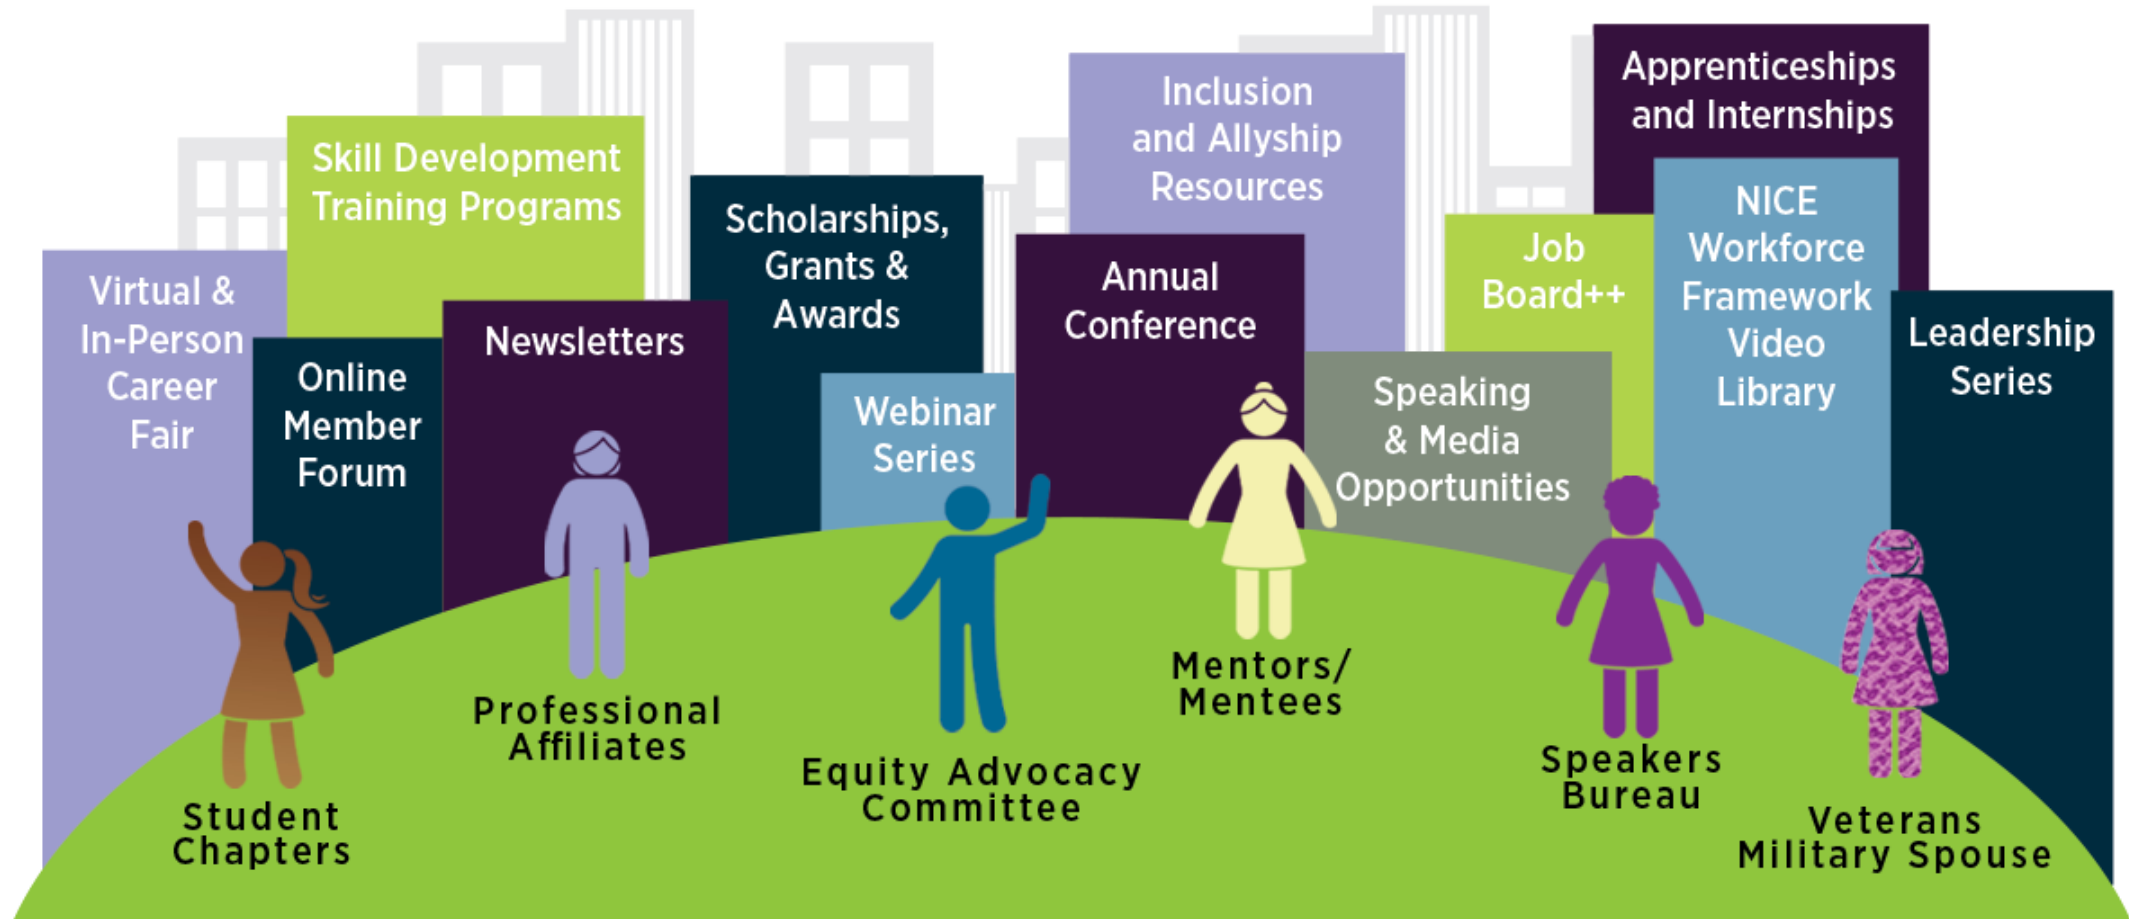 Virtual &
In-Person
Career
Fair
Skill Development
Training Programs
Online
Member
Forum
Newsletters
Scholarships,
Grants &
Awards
Webinar
Series
Annual
Conference
Inclusion
and Allyship
Resources
Speaking
& Media
Opportunities
Job
Board++
Apprenticeships
and Internships
NICE
Workforce
Framework
Video
Library
Leadership
Series
Student
Chapters
Professional
Affiliates
Equity Advocacy
Committee
Mentors/
Mentees
Speakers
Bureau
Veterans
Military Spouse